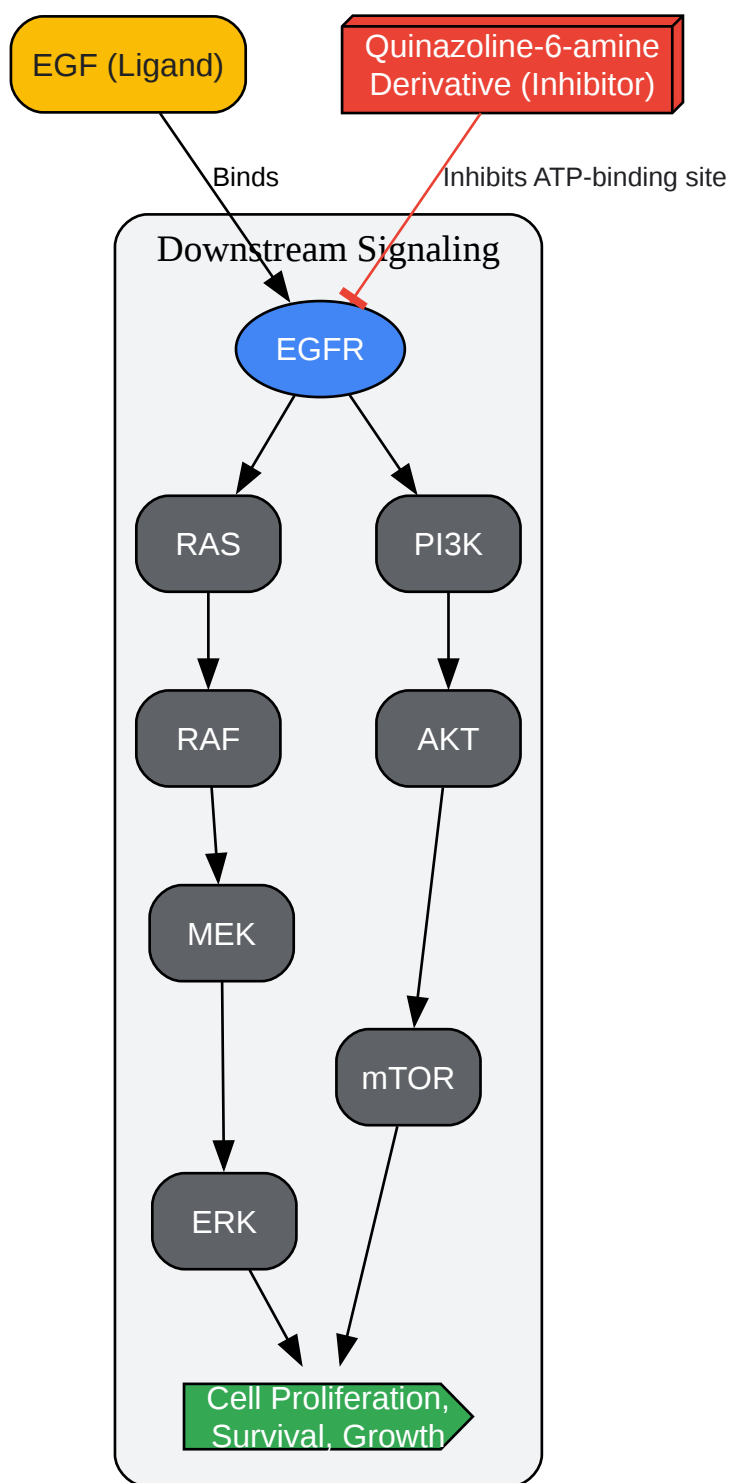 EGF (Ligand)
Quinazoline-6-amine
Derivative (Inhibitor)
Binds
Inhibits ATP-binding site
Downstream Signaling
EGFR
RAS
PI3K
RAF
AKT
MEK
mTOR
ERK
Cell Proliferation,
Survival, Growth